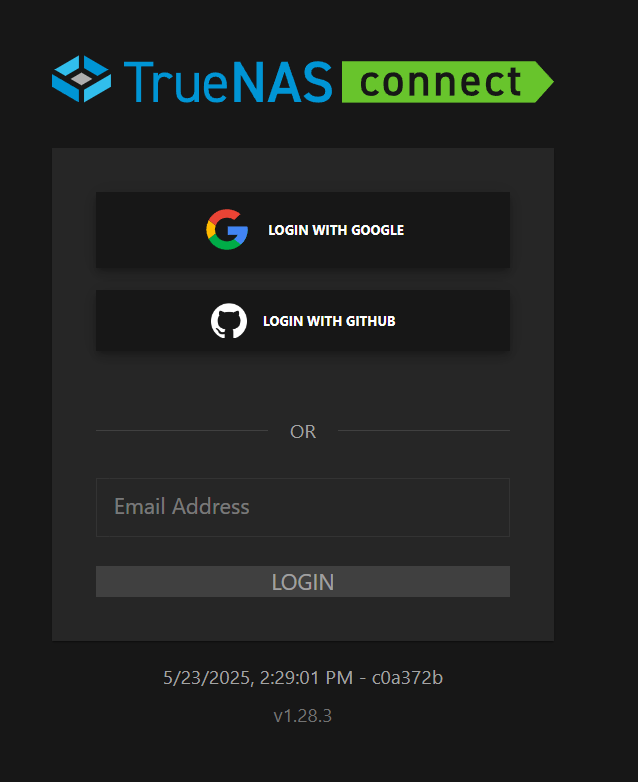 TrueNAS connect
LOGIN WITH GOOGLE
LOGIN WITH GITHUB
OR
Email Address
LOGIN
5/23/2025, 2:29:01 PM - c0a372b
v1.28.3